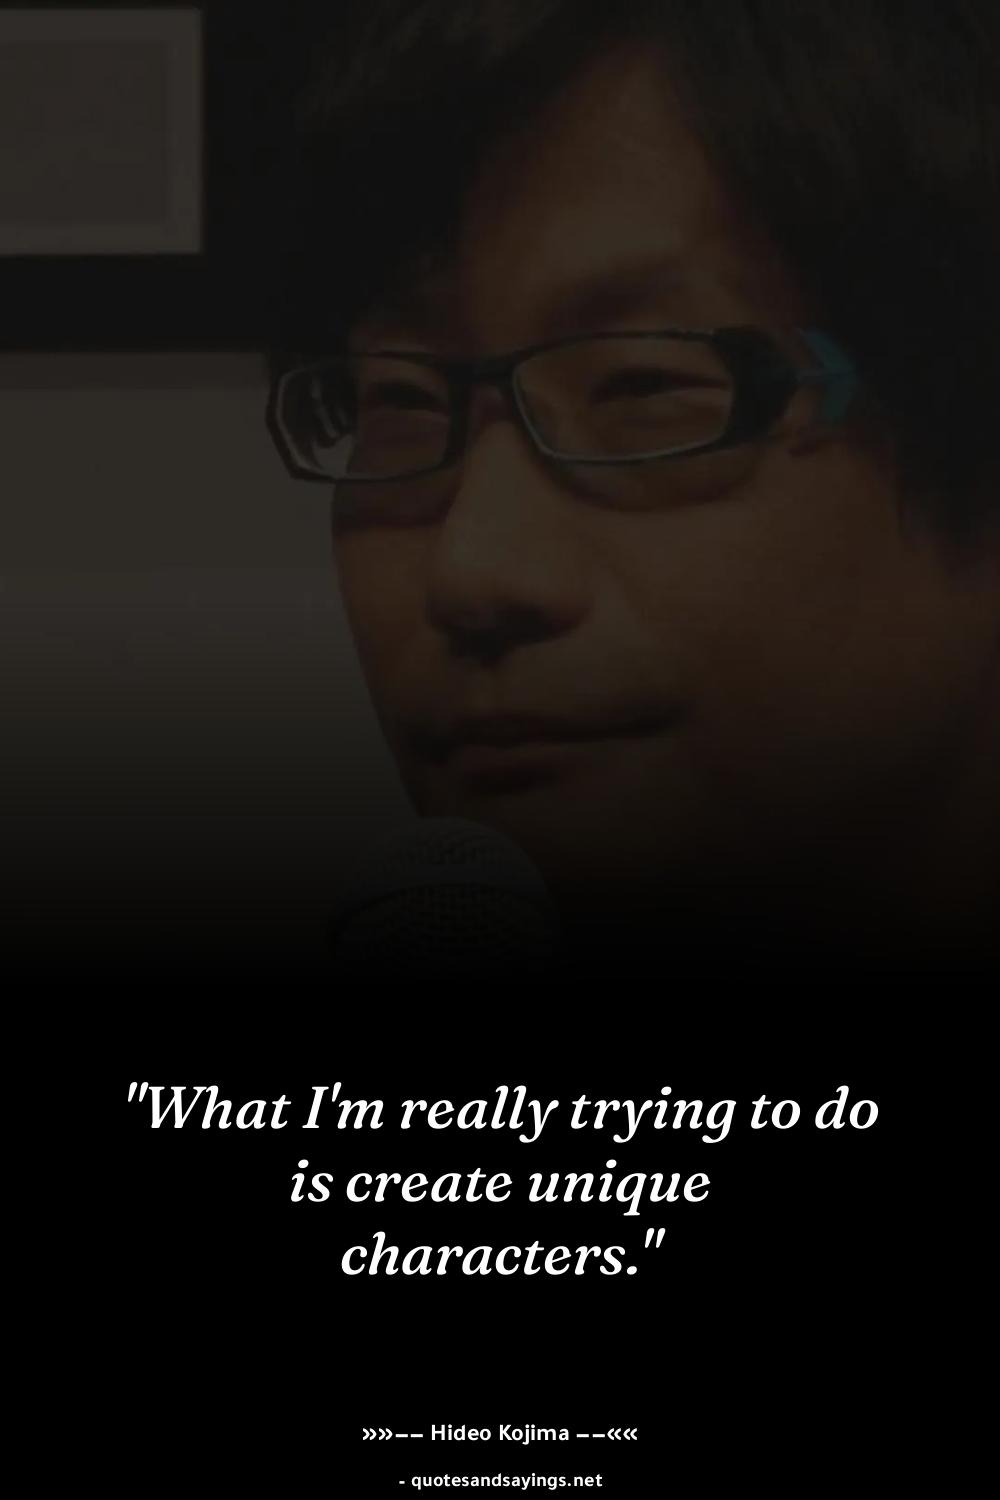 "What I'm really trying to do
is create unique
characters."
»»−− Hideo Kojima −−««
- quotesandsayings.net